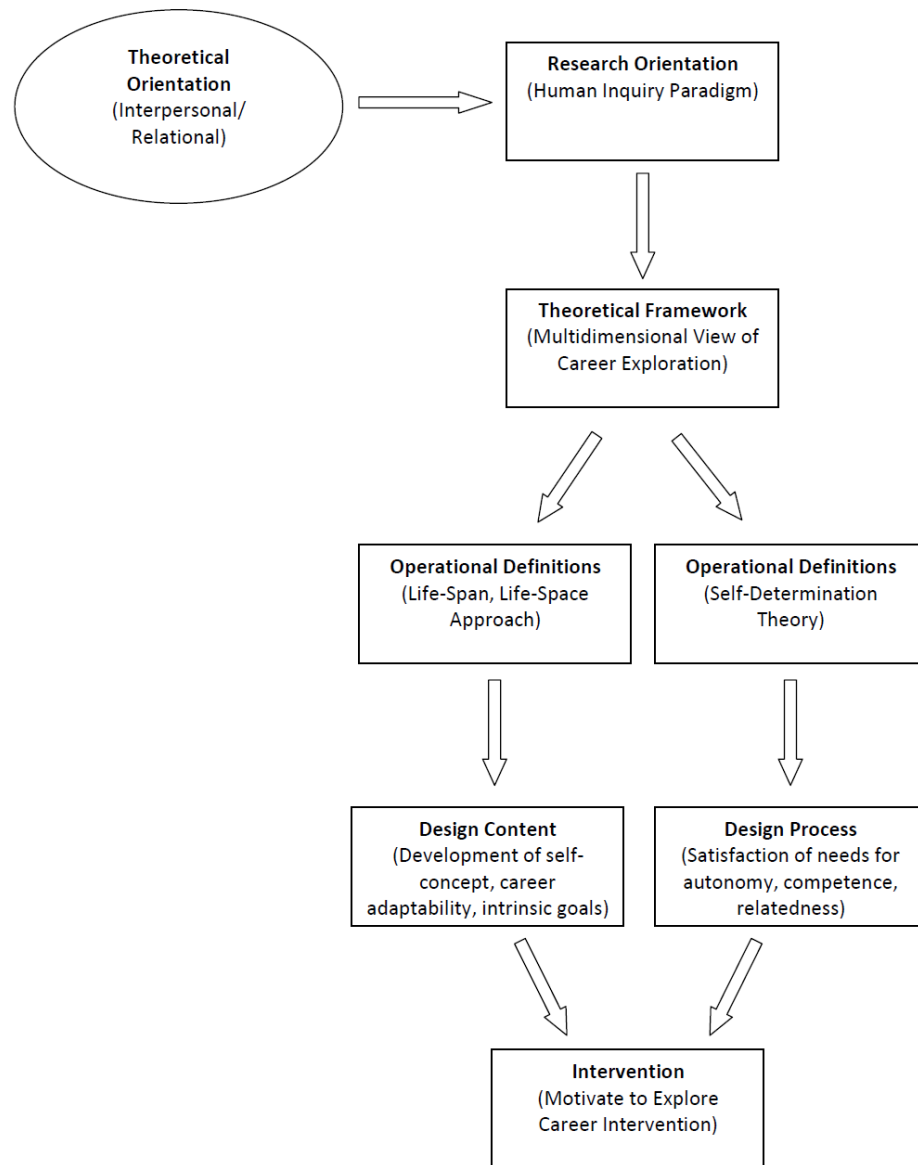 Theoretical
Orientation
(Interpersonal/
Relational)
Research Orientation
(Human Inquiry Paradigm)
Theoretical Framework
(Multidimensional View of
Career Exploration)
Operational Definitions
(Life-Span, Life-Space
Approach)
Operational Definitions
(Self-Determination
Theory)
Design Content
(Development of self-
concept, career
adaptability, intrinsic goals)
Design Process
(Satisfaction of needs for
autonomy, competence,
relatedness)
Intervention
(Motivate to Explore
Career Intervention)